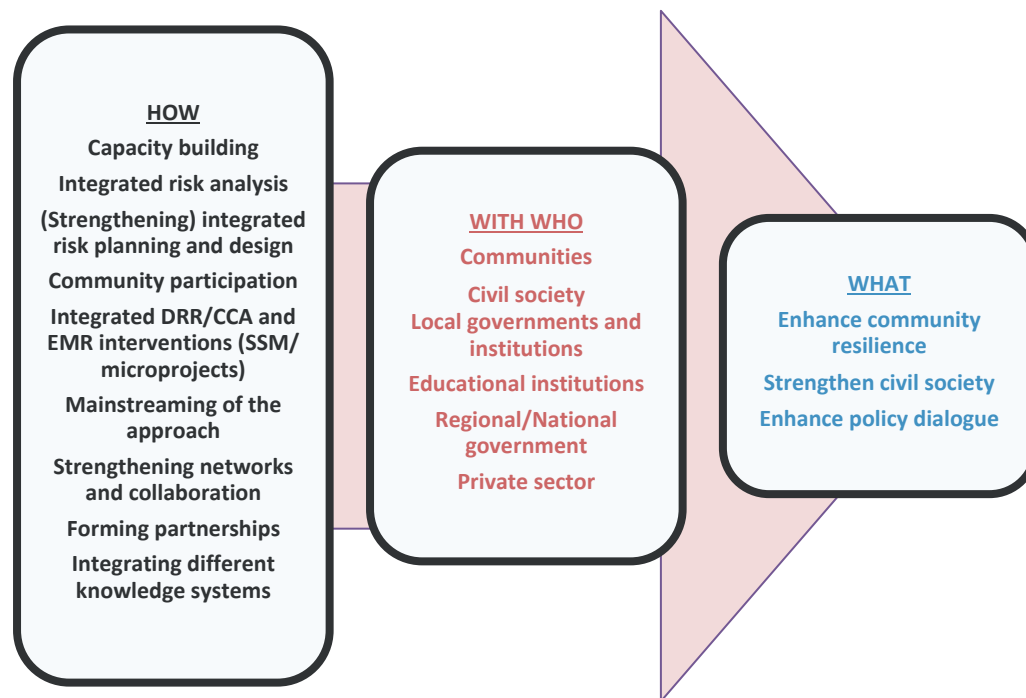 HOW
Capacity building
Integrated risk analysis
(Strengthening) integrated
risk planning and design
Community participation
Integrated DRR/CCA and
EMR interventions (SSM/
microprojects)
Mainstreaming of the
approach
Strengthening networks
and collaboration
Forming partnerships
Integrating different
knowledge systems
WITH WHO
Communities
Civil society
Local governments and
institutions
Educational institutions
Regional/National
government
Private sector
WHAT
Enhance community
resilience
Strengthen civil society
Enhance policy dialogue